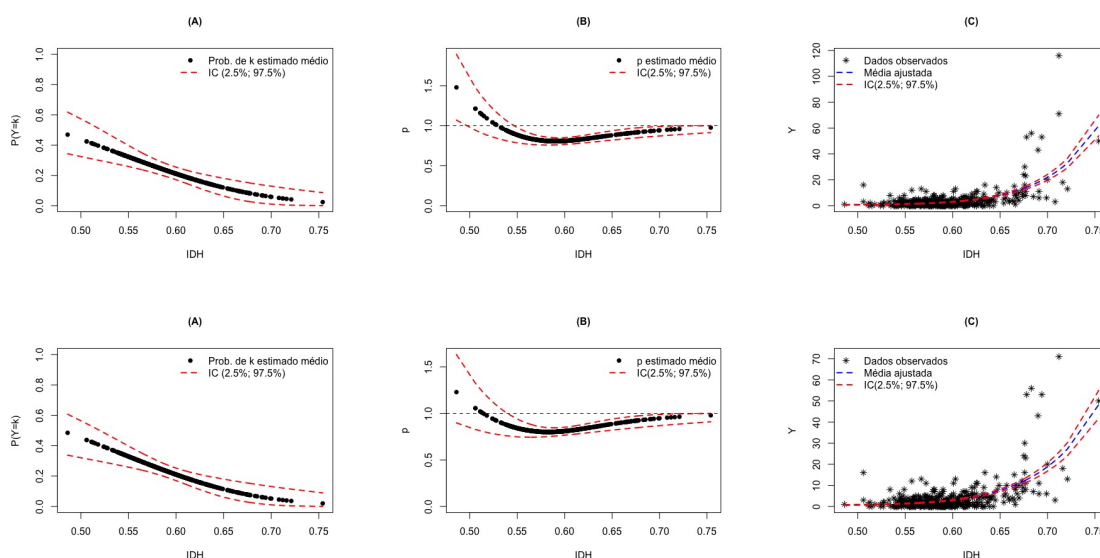 (A)
Prob. de k estimado médio
IC (2.5%; 97.5%)
P(Y=k)
0.0 0.2 0.4 0.6 0.8 1.0
0.50 0.55 0.60 0.65 0.70 0.75
IDH
(B)
p estimado médio
IC(2.5%; 97.5%)
p
0.5 1.0 1.5
0.50 0.55 0.60 0.65 0.70 0.75
IDH
(C)
Dados observados
Média ajustada
IC(2.5%; 97.5%)
Y
0 20 40 60 80 100 120
0.50 0.55 0.60 0.65 0.70 0.75
IDH
(A)
Prob. de k estimado médio
IC (2.5%; 97.5%)
P(Y=k)
0.0 0.2 0.4 0.6 0.8 1.0
0.50 0.55 0.60 0.65 0.70 0.75
IDH
(B)
p estimado médio
IC(2.5%; 97.5%)
p
0.5 1.0 1.5
0.50 0.55 0.60 0.65 0.70 0.75
IDH
(C)
Dados observados
Média ajustada
IC(2.5%; 97.5%)
Y
0 10 20 30 40 50 60 70
0.50 0.55 0.60 0.65 0.70 0.75
IDH